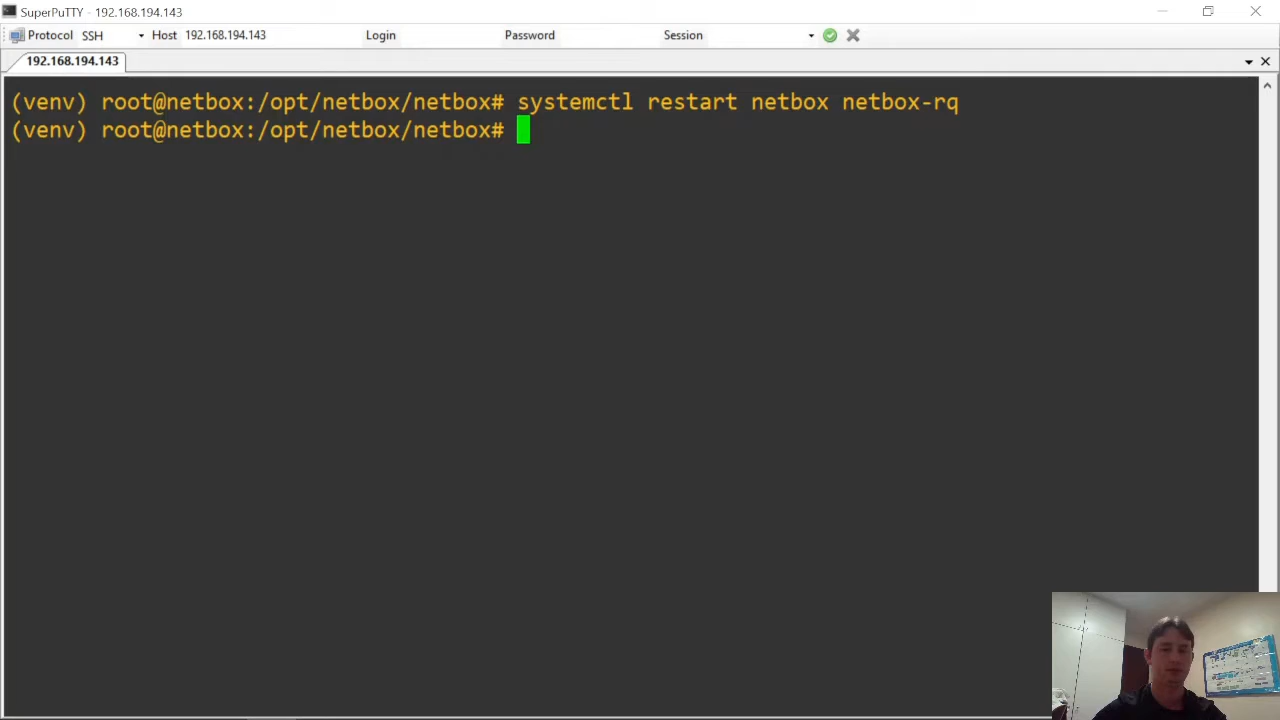 SuperPuTTY - 192.168.194.143
Protocol SSH Host 192.168.194.143 Login Password Session
192.168.194.143
(venv) root@netbox:/opt/netbox/netbox# systemctl restart netbox netbox-rq
(venv) root@netbox:/opt/netbox/netbox#